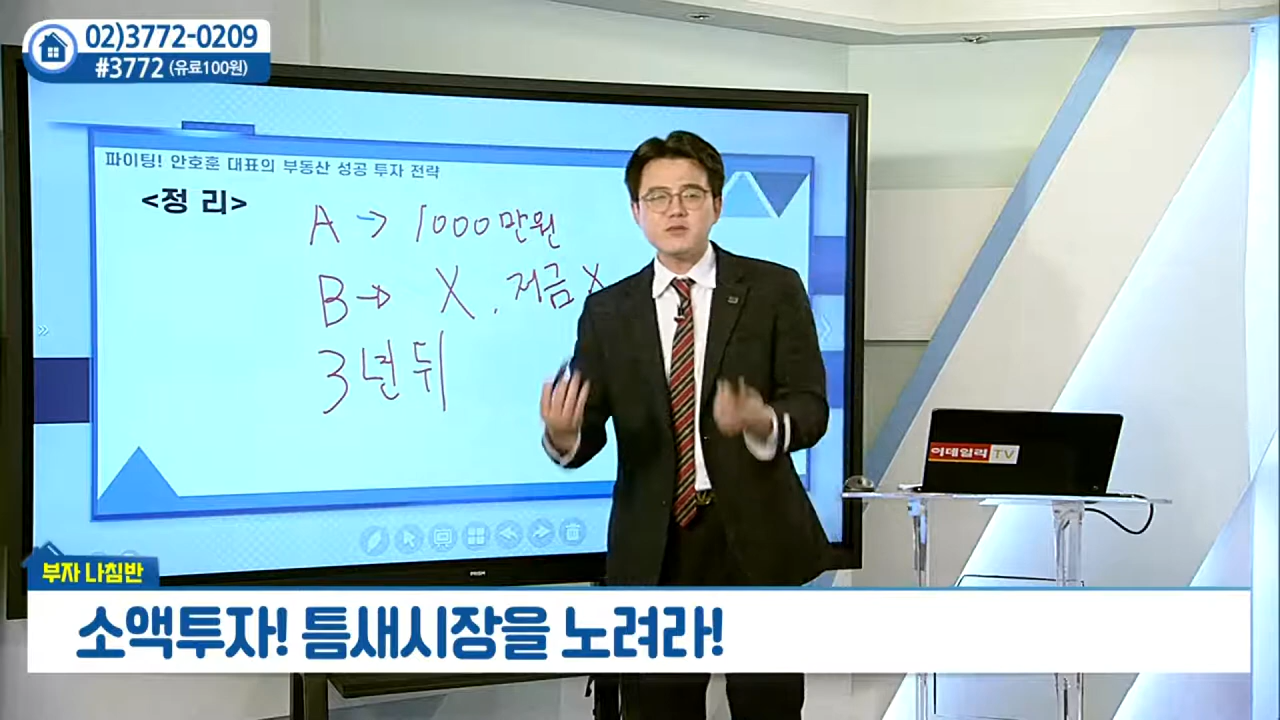 02)3772-0209
#3772 (유료100원)
파이팅! 안호훈 대표의 부동산 성공 투자 전략
<정 리>
A → 1000만원
B → X, 저금 X
3년 뒤
이데일리 TV
PRISM
부자 나침반
소액투자! 틈새시장을 노려라!